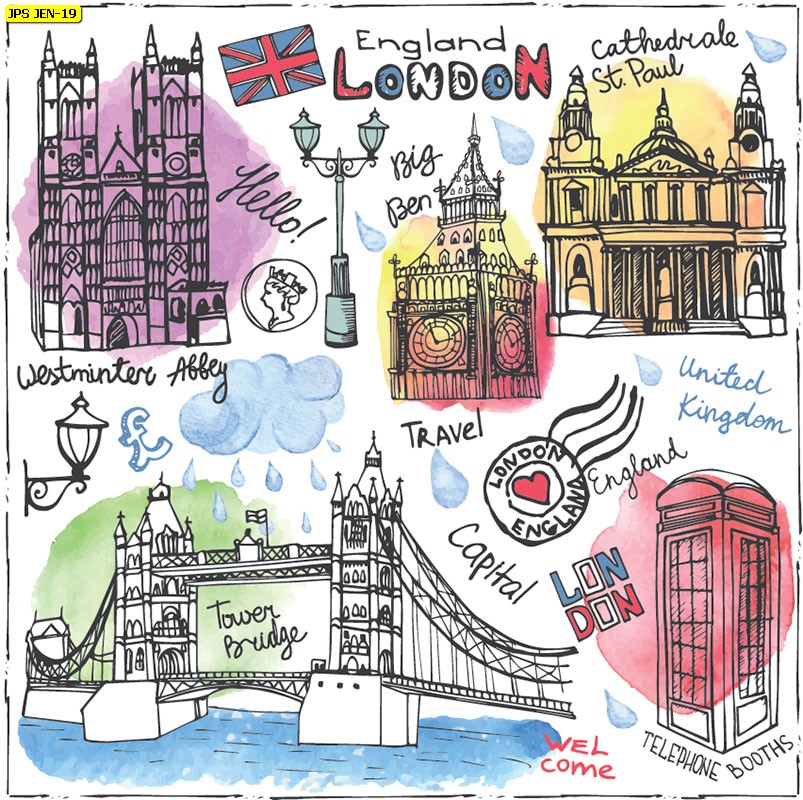 JPS JEN-19
England
LONDON
Cathedrale
St. Paul
Big
Ben
Hello!
Westminter Abbey
£
United
Kingdom
TRAVEL
LONDON
ENGLAND
England
Capital
LON
DON
Tower
Bridge
WEL
come
TELEPHONE BOOTHS